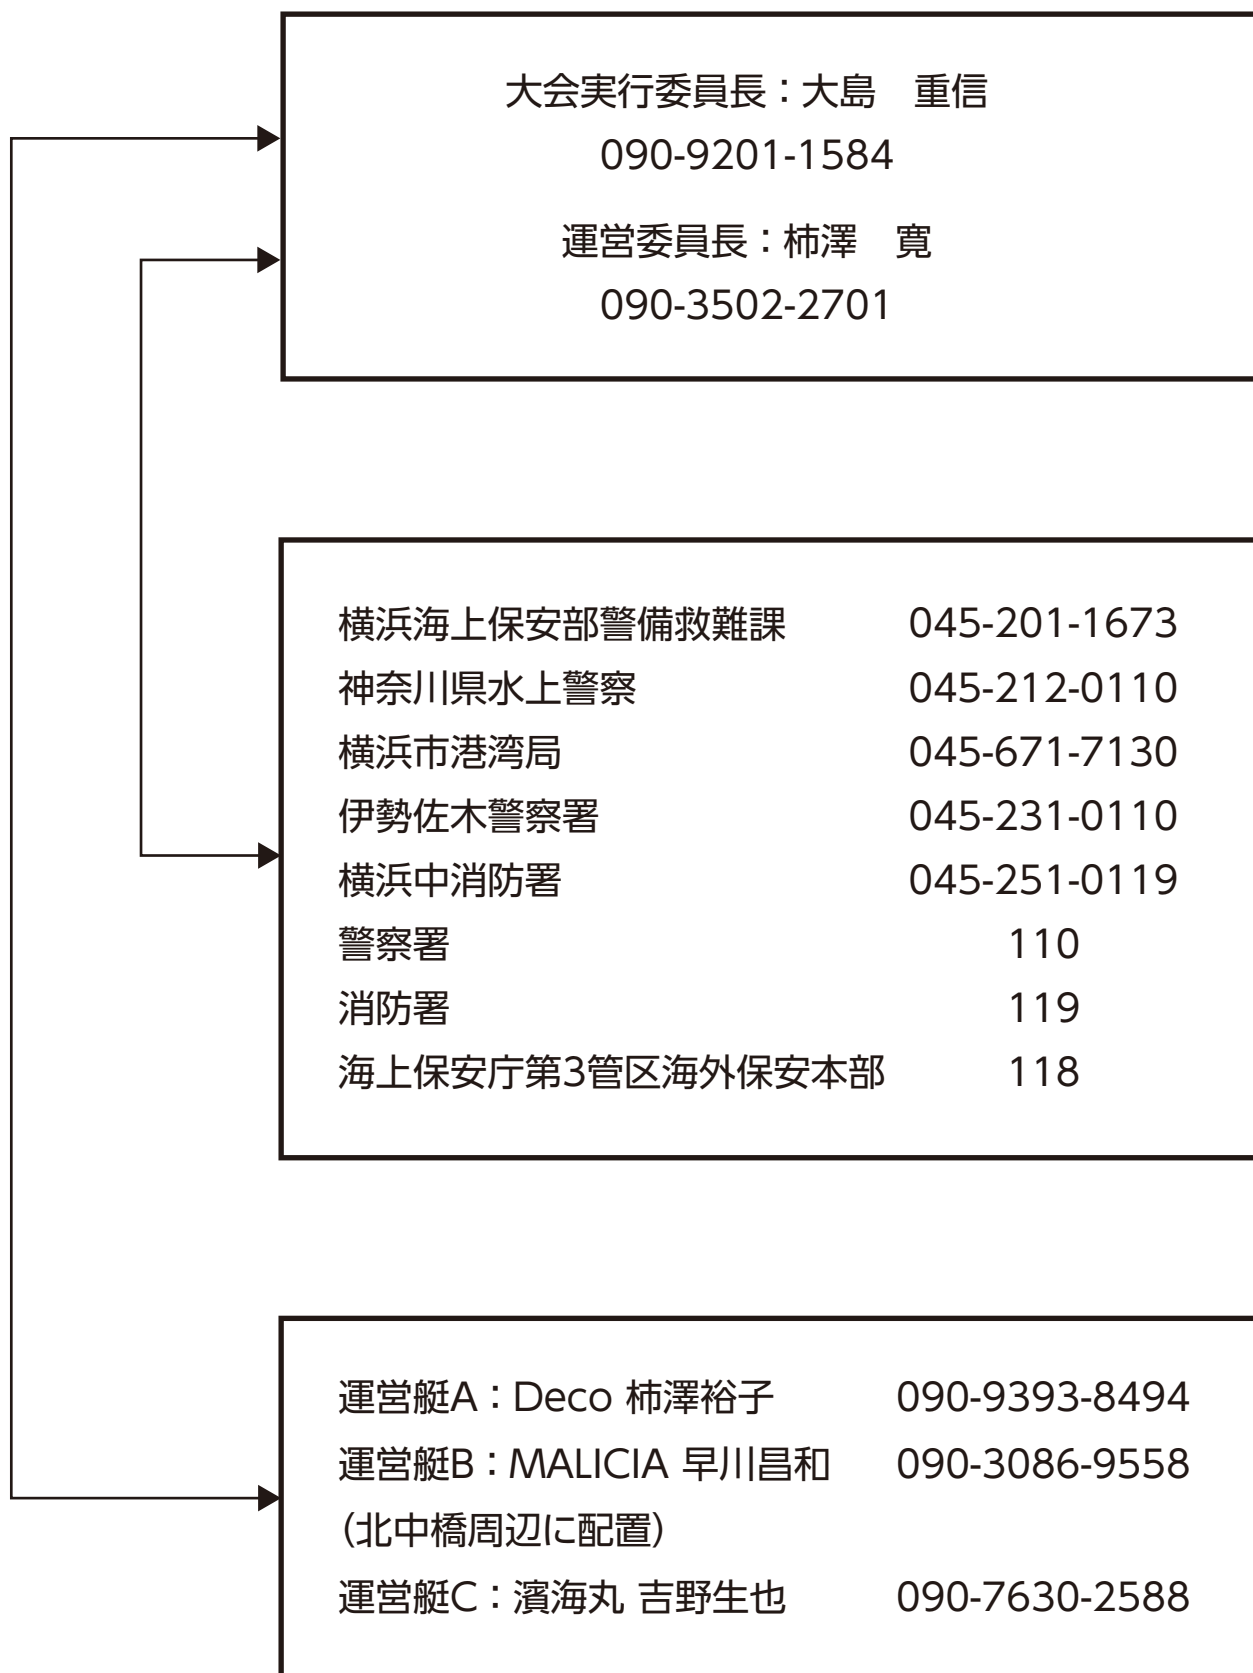 大会実行委員長：大島　重信
090-9201-1584
運営委員長：柿澤　寛
090-3502-2701
横浜海上保安部警備救難課 045-201-1673
神奈川県水上警察 045-212-0110
横浜市港湾局 045-671-7130
伊勢佐木警察署 045-231-0110
横浜中消防署 045-251-0119
警察署 110
消防署 119
海上保安庁第3管区海外保安本部 118
運営艇A：Deco 柿澤裕子 090-9393-8494
運営艇B：MALICIA 早川昌和 090-3086-9558
（北中橋周辺に配置）
運営艇C：濱海丸 吉野生也 090-7630-2588